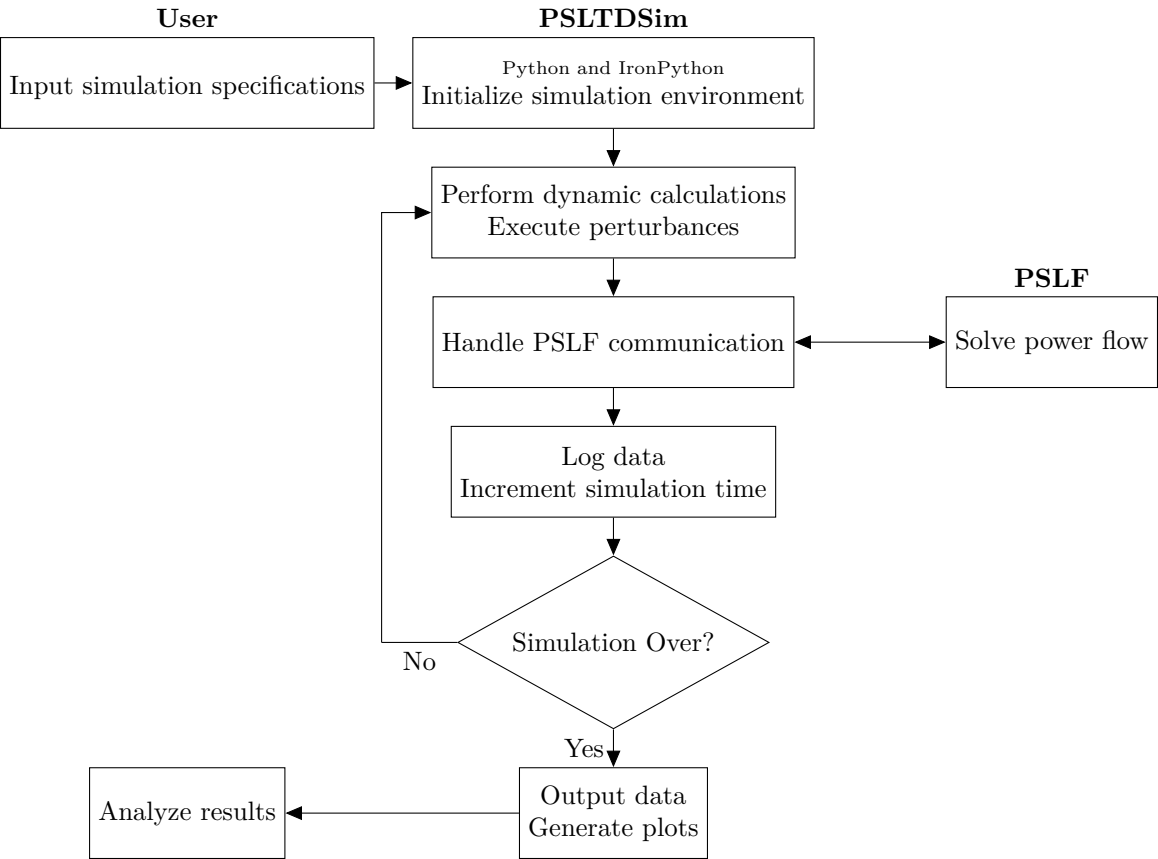 User
PSLTDSim
Input simulation specifications
Python and IronPython
Initialize simulation environment
Perform dynamic calculations
Execute perturbances
PSLF
Handle PSLF communication
Solve power flow
Log data
Increment simulation time
Simulation Over?
No
Yes
Output data
Generate plots
Analyze results